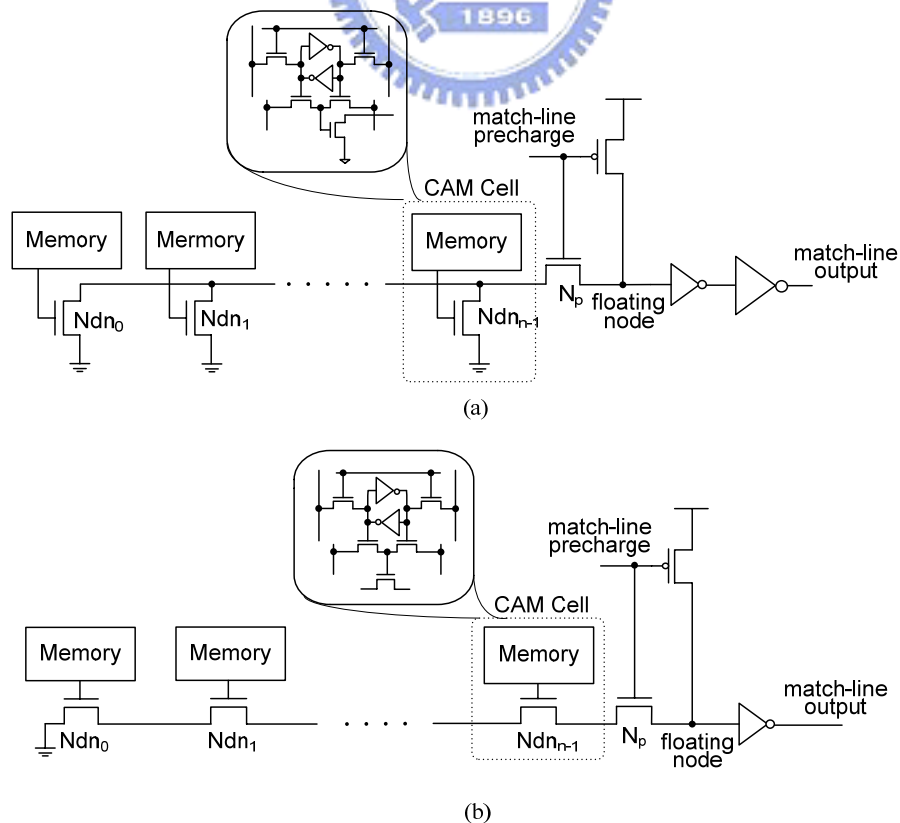 1896
match-line
precharge
CAM Cell
Memory
Mermory
Memory
match-line
output
Ndn0
Ndn1
Ndnn-1
Np
floating
node
(a)
match-line
precharge
CAM Cell
Memory
Memory
Memory
match-line
output
Ndn0
Ndn1
Ndnn-1
Np
floating
node
(b)